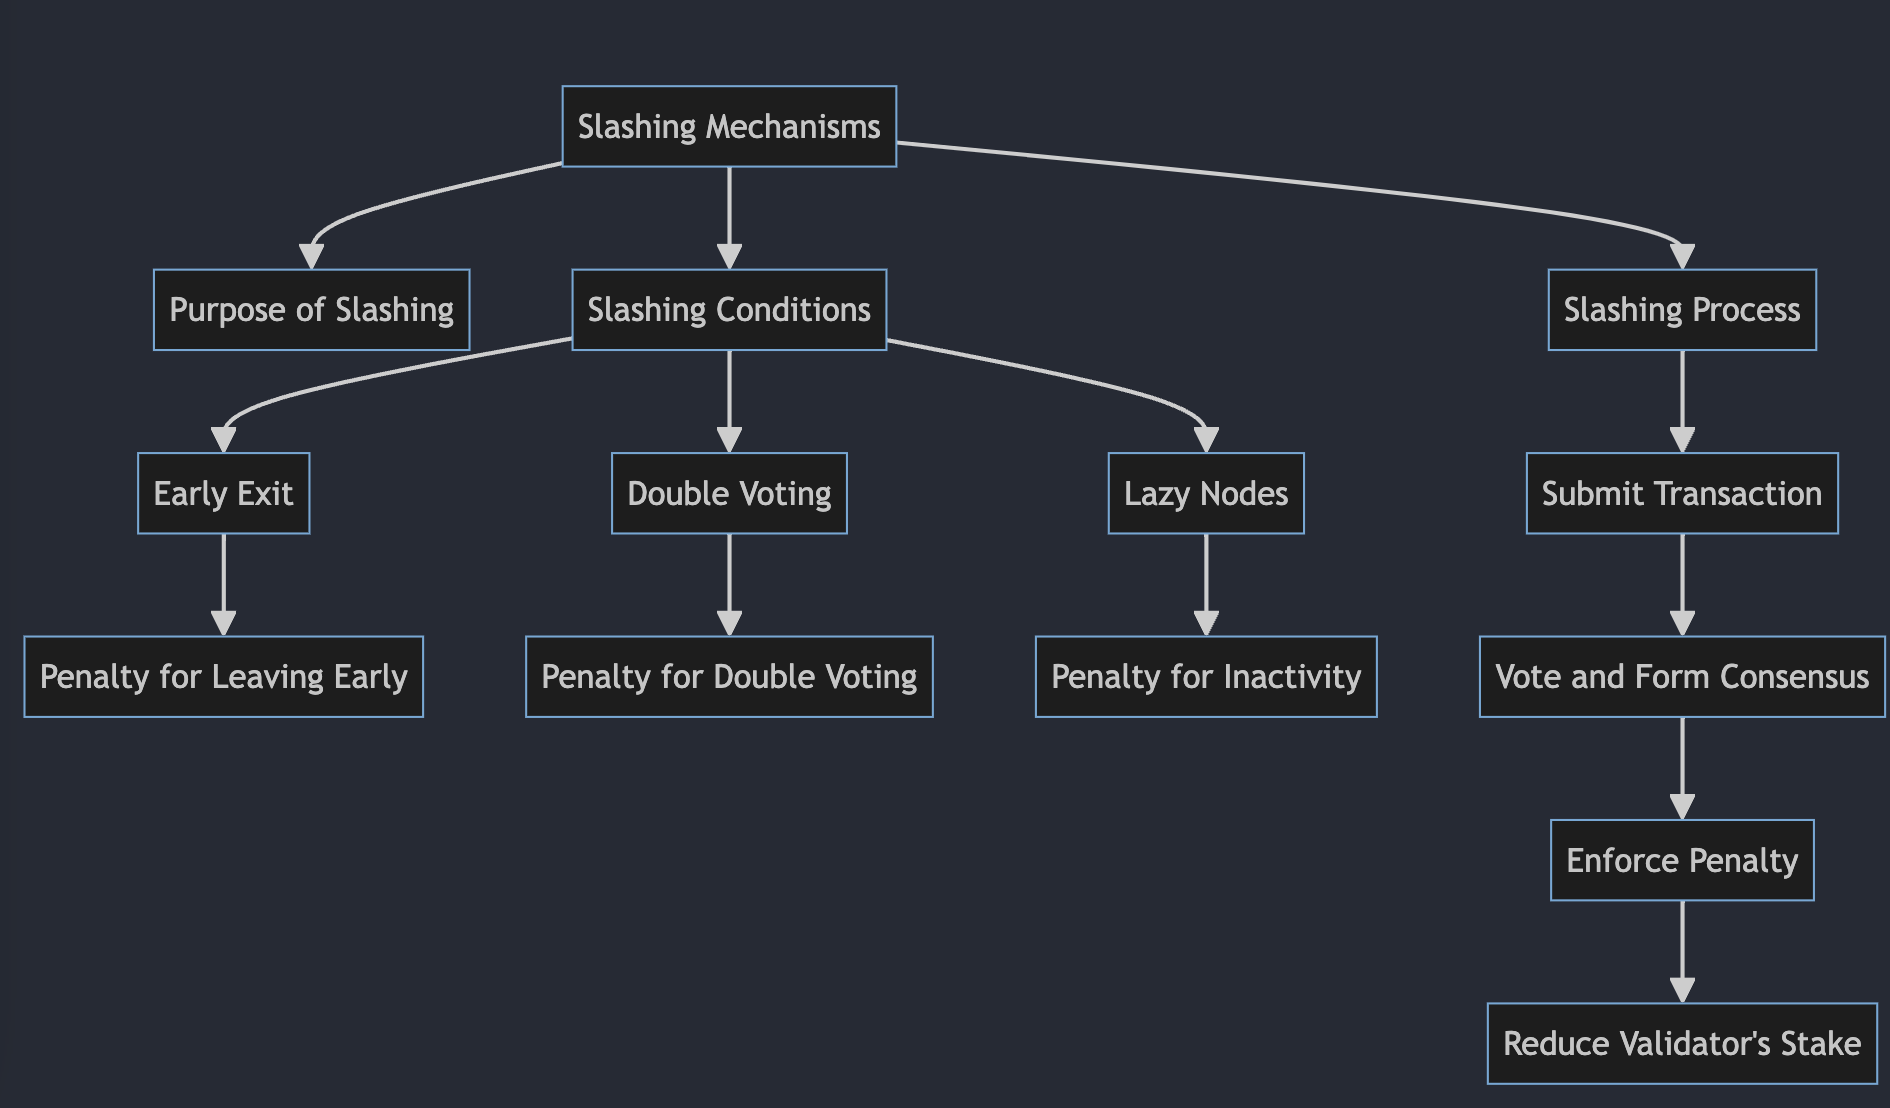 Slashing Mechanisms
Purpose of Slashing
Slashing Conditions
Slashing Process
Early Exit
Double Voting
Lazy Nodes
Submit Transaction
Penalty for Leaving Early
Penalty for Double Voting
Penalty for Inactivity
Vote and Form Consensus
Enforce Penalty
Reduce Validator's Stake